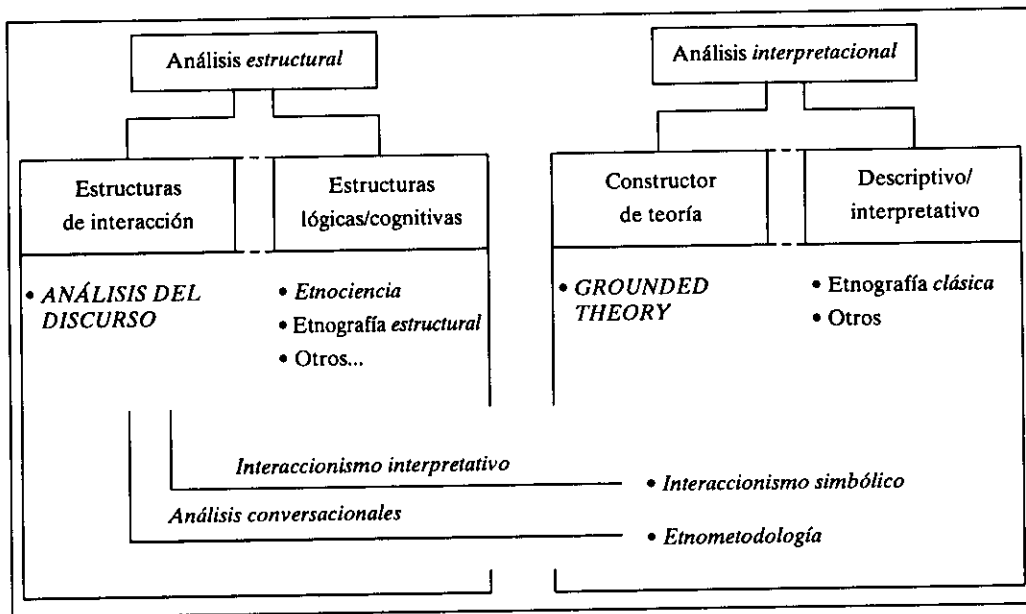 Análisis estructural
Análisis interpretacional
Estructuras
de interacción
Estructuras
lógicas/cognitivas
Constructor
de teoría
Descriptivo/
interpretativo
• ANÁLISIS DEL
DISCURSO
• Etnociencia
• Etnografía estructural
• Otros...
• GROUNDED
THEORY
• Etnografía clásica
• Otros
Interaccionismo interpretativo
• Interaccionismo simbólico
Análisis conversacionales
• Etnometodología